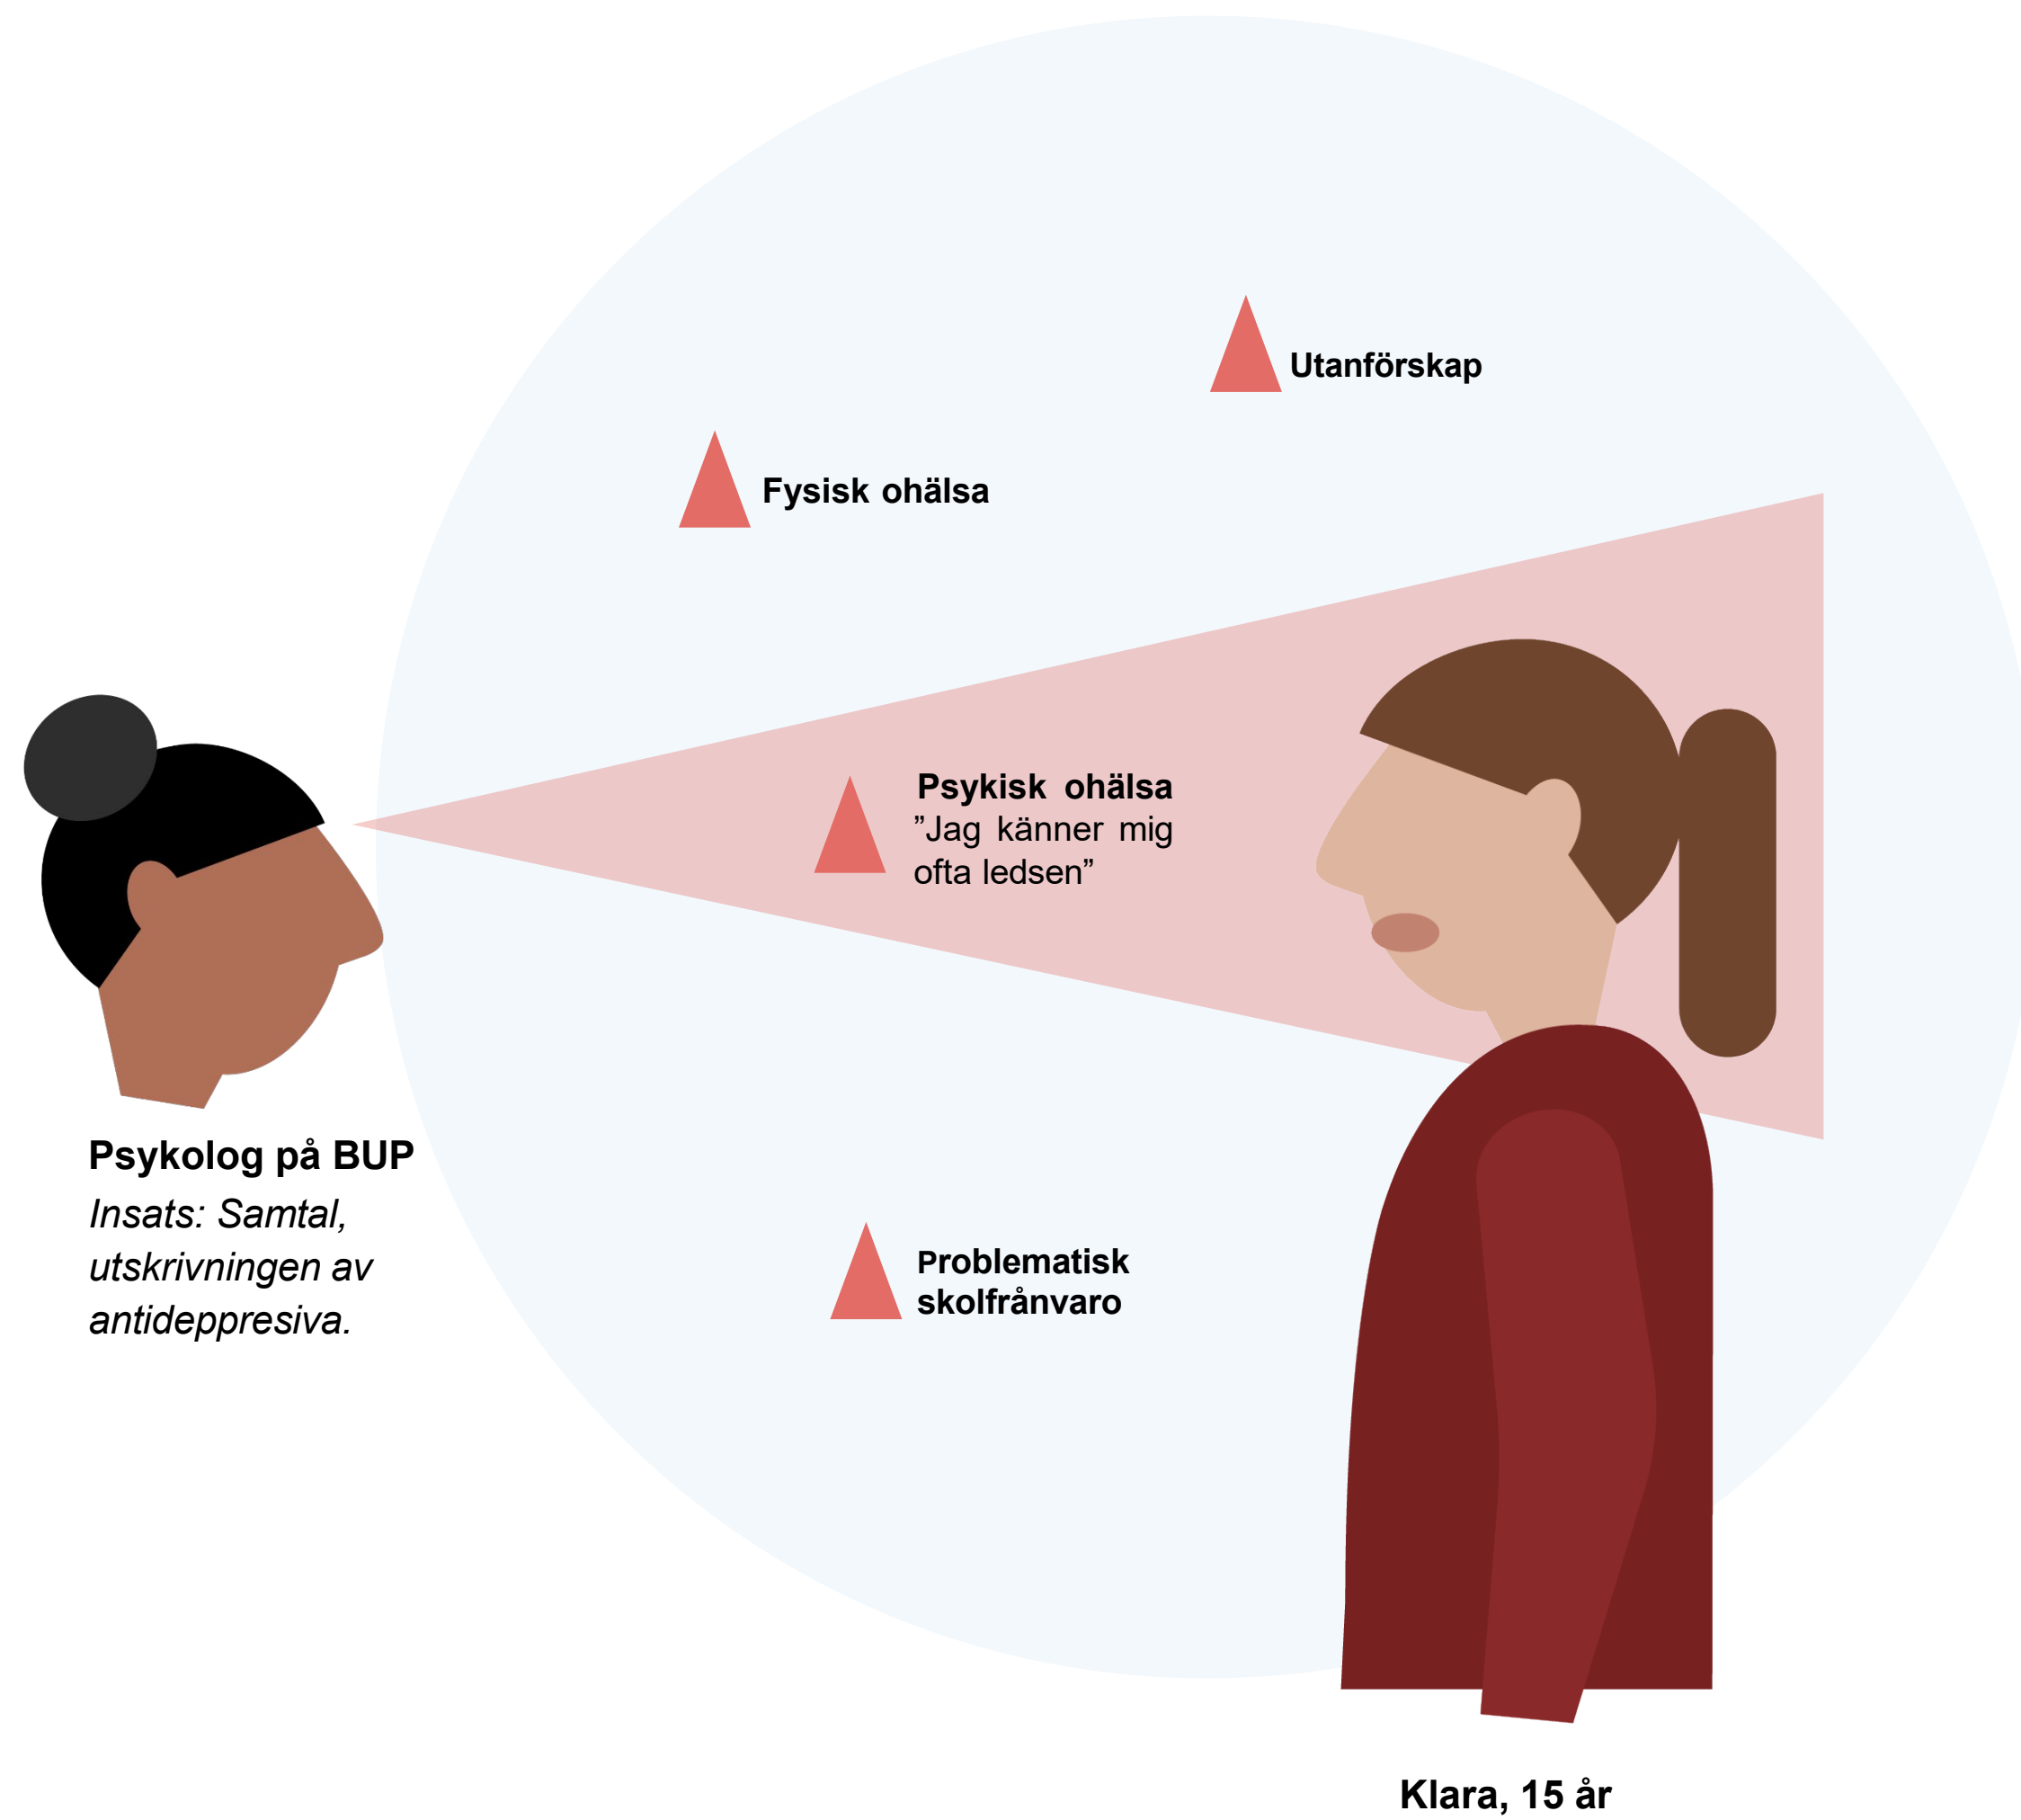 Utanförskap
Fysisk ohälsa
Psykisk ohälsa
”Jag känner mig
ofta ledsen”
Psykolog på BUP
Insats: Samtal,
utskrivningen av
antideppresiva.
Problematisk
skolfrånvaro
Klara, 15 år